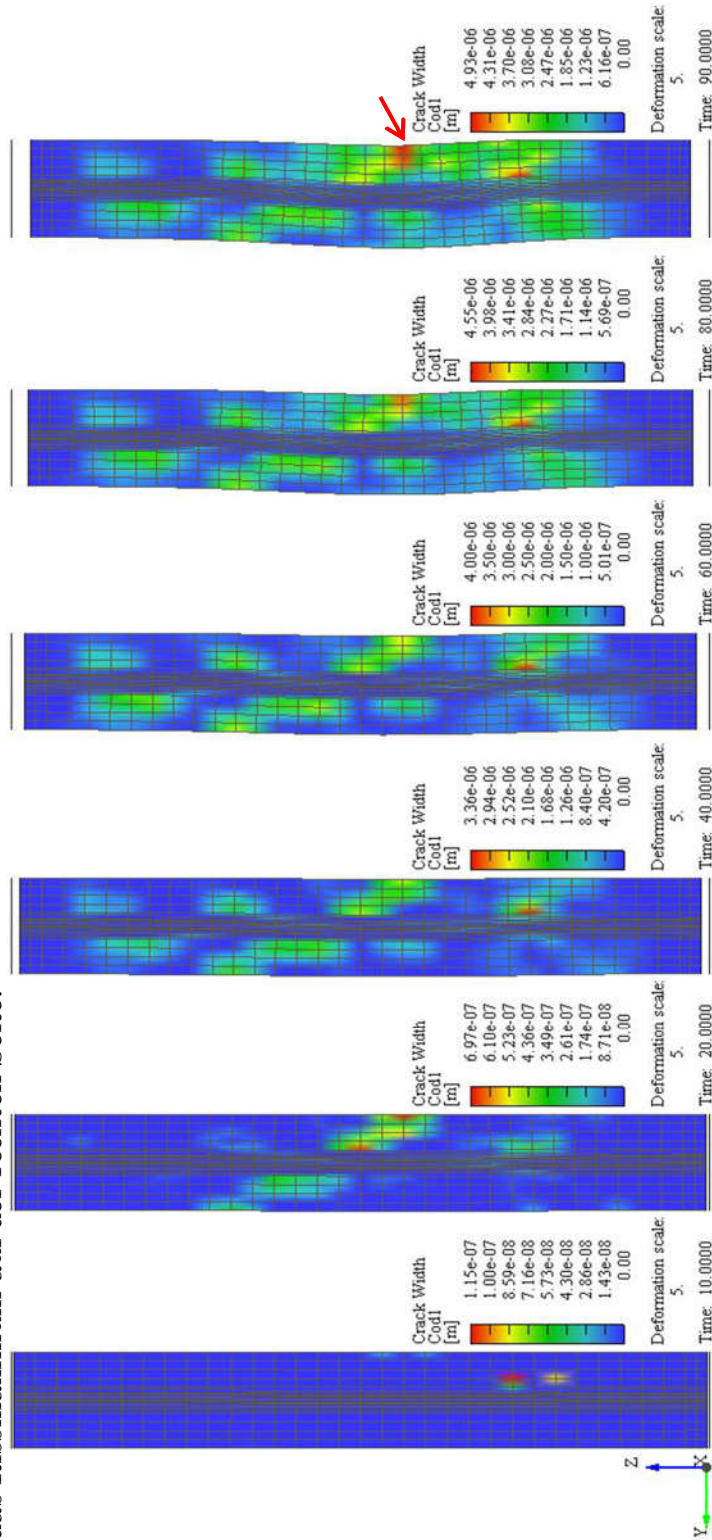 Crack Width
Cod1
[m]
1.15e-07
1.00e-07
8.59e-08
7.16e-08
5.73e-08
4.30e-08
2.86e-08
1.43e-08
0.00
Deformation scale:
5.
Time: 10.0000
Crack Width
Cod1
[m]
6.97e-07
6.10e-07
5.23e-07
4.36e-07
3.49e-07
2.61e-07
1.74e-07
8.71e-08
0.00
Deformation scale:
5.
Time: 20.0000
Crack Width
Cod1
[m]
3.36e-06
2.94e-06
2.52e-06
2.10e-06
1.68e-06
1.26e-06
8.40e-07
4.20e-07
0.00
Deformation scale:
5.
Time: 40.0000
Crack Width
Cod1
[m]
4.00e-06
3.50e-06
3.00e-06
2.50e-06
2.00e-06
1.50e-06
1.00e-06
5.01e-07
0.00
Deformation scale:
5.
Time: 60.0000
Crack Width
Cod1
[m]
4.55e-06
3.98e-06
3.41e-06
2.84e-06
2.27e-06
1.71e-06
1.14e-06
5.69e-07
0.00
Deformation scale:
5.
Time: 80.0000
Crack Width
Cod1
[m]
4.93e-06
4.31e-06
3.70e-06
3.08e-06
2.47e-06
1.85e-06
1.23e-06
6.16e-07
0.00
Deformation scale:
5.
Time: 90.0000
Z
Y
X